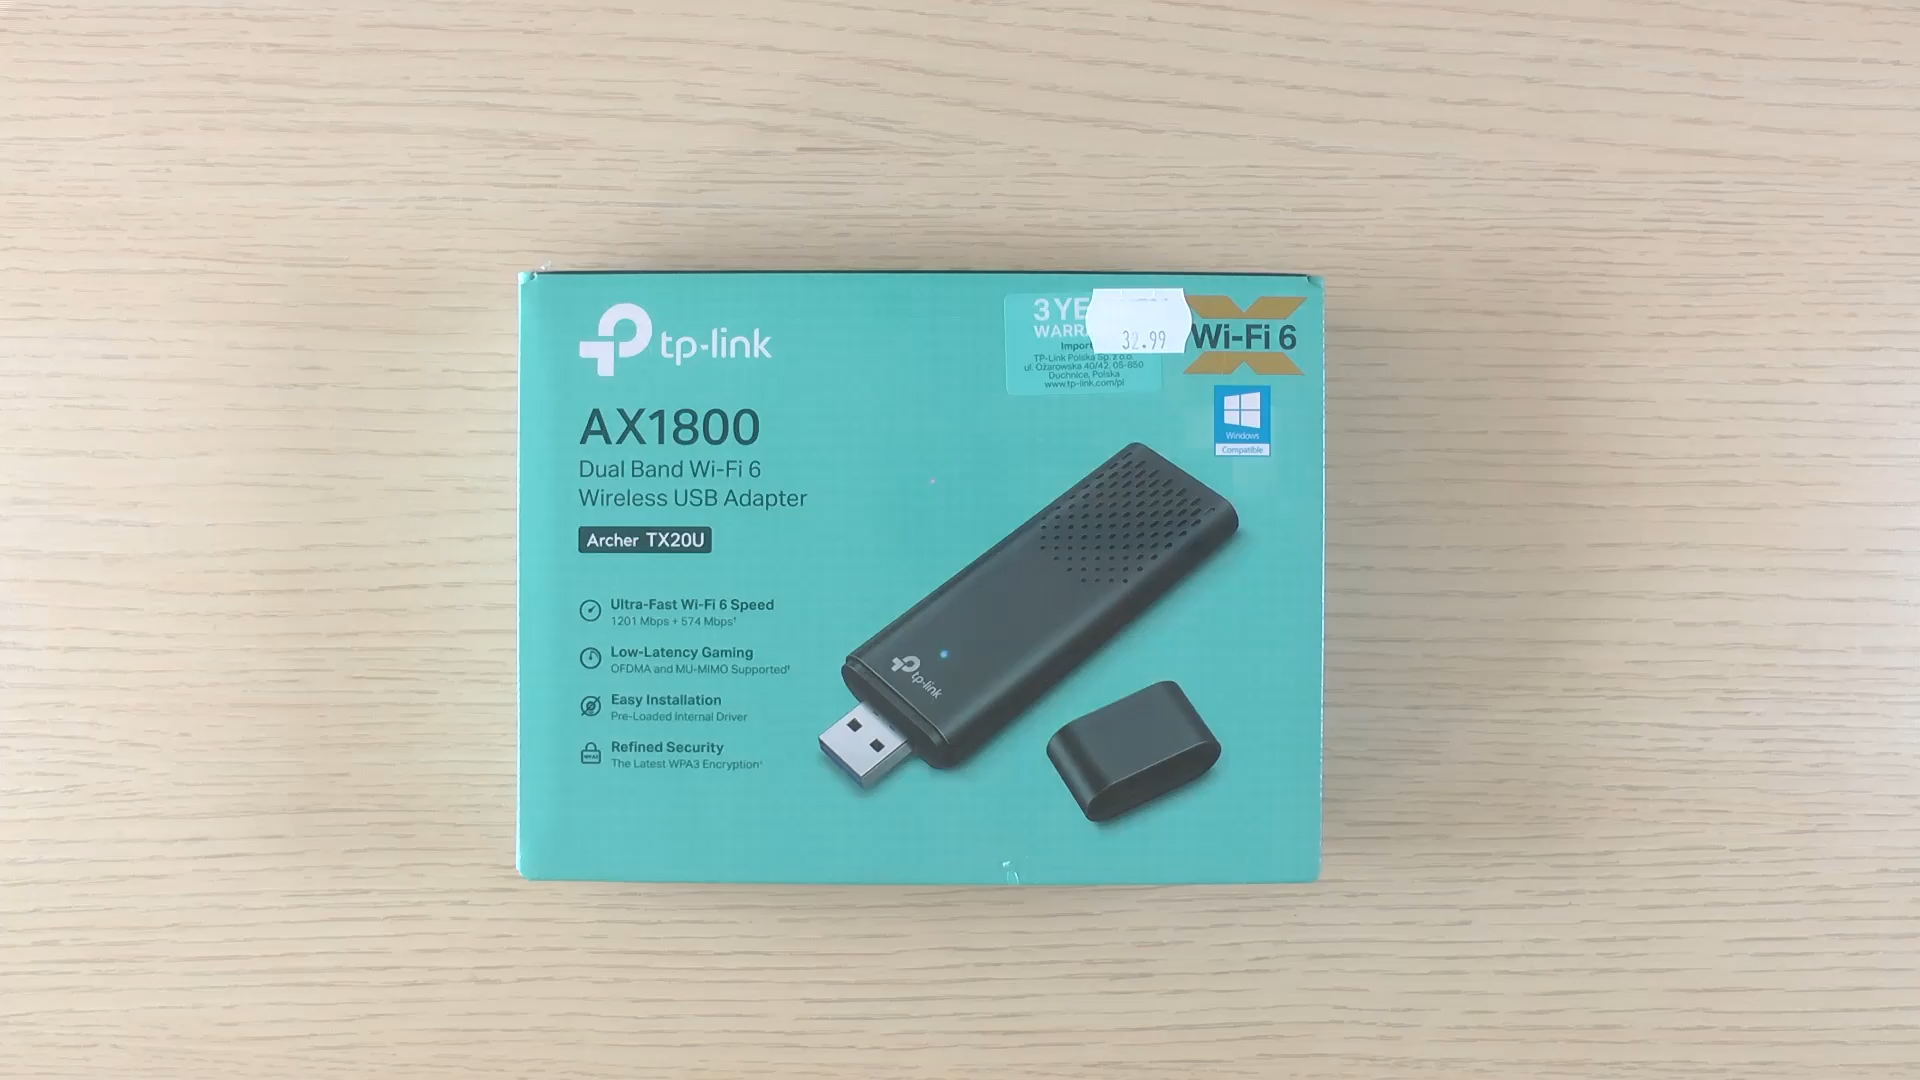 tp-link
3 YE
WARR
Import
TP-Link Polska Sp. z o.o.
ul. Ożarowska 40/42, 05-850
Duchnice, Polska
www.tp-link.com/pl
32.99
Wi-Fi 6
Windows
Compatible
AX1800
Dual Band Wi-Fi 6
Wireless USB Adapter
Archer TX20U
Ultra-Fast Wi-Fi 6 Speed
1201 Mbps + 574 Mbps†
Low-Latency Gaming
OFDMA and MU-MIMO Supported‡
Easy Installation
Pre-Loaded Internal Driver
Refined Security
The Latest WPA3 Encryption
tp-link